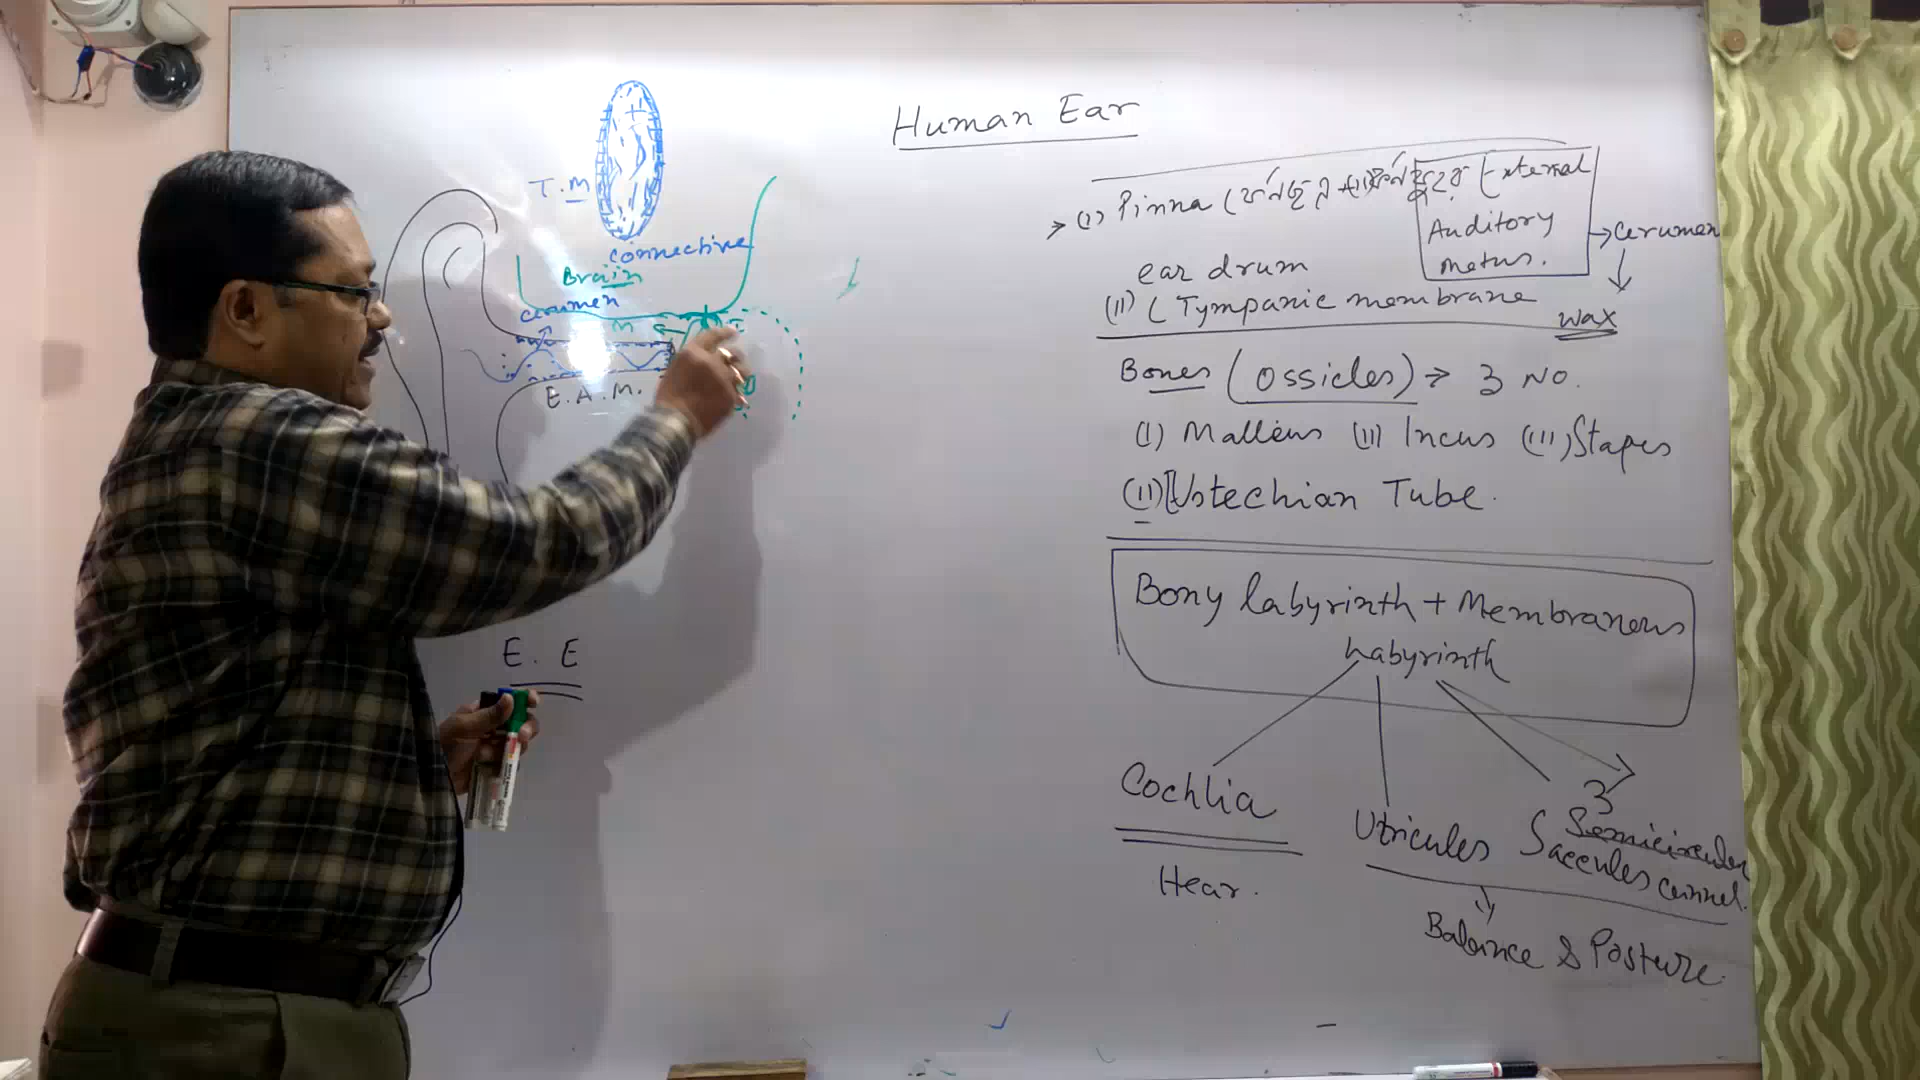 Human Ear
T.M
connective
Brain
cerumen
M
E.A.M.
E. E
(I) Pinna ( External
Auditory
metus.
→ cerumen
wax
ear drum
(II) ( Tympanic membrane
Bones (Ossicles) → 3 No.
(I) Malleus (II) Incus (III) Stapes
(II) Ustechian Tube.
Bony labyrinth + Membraneous
Labyrinth
Cochlia
Hear.
Utricules
Saccules
3
Semicircular
cannel.
Balance & Posture.